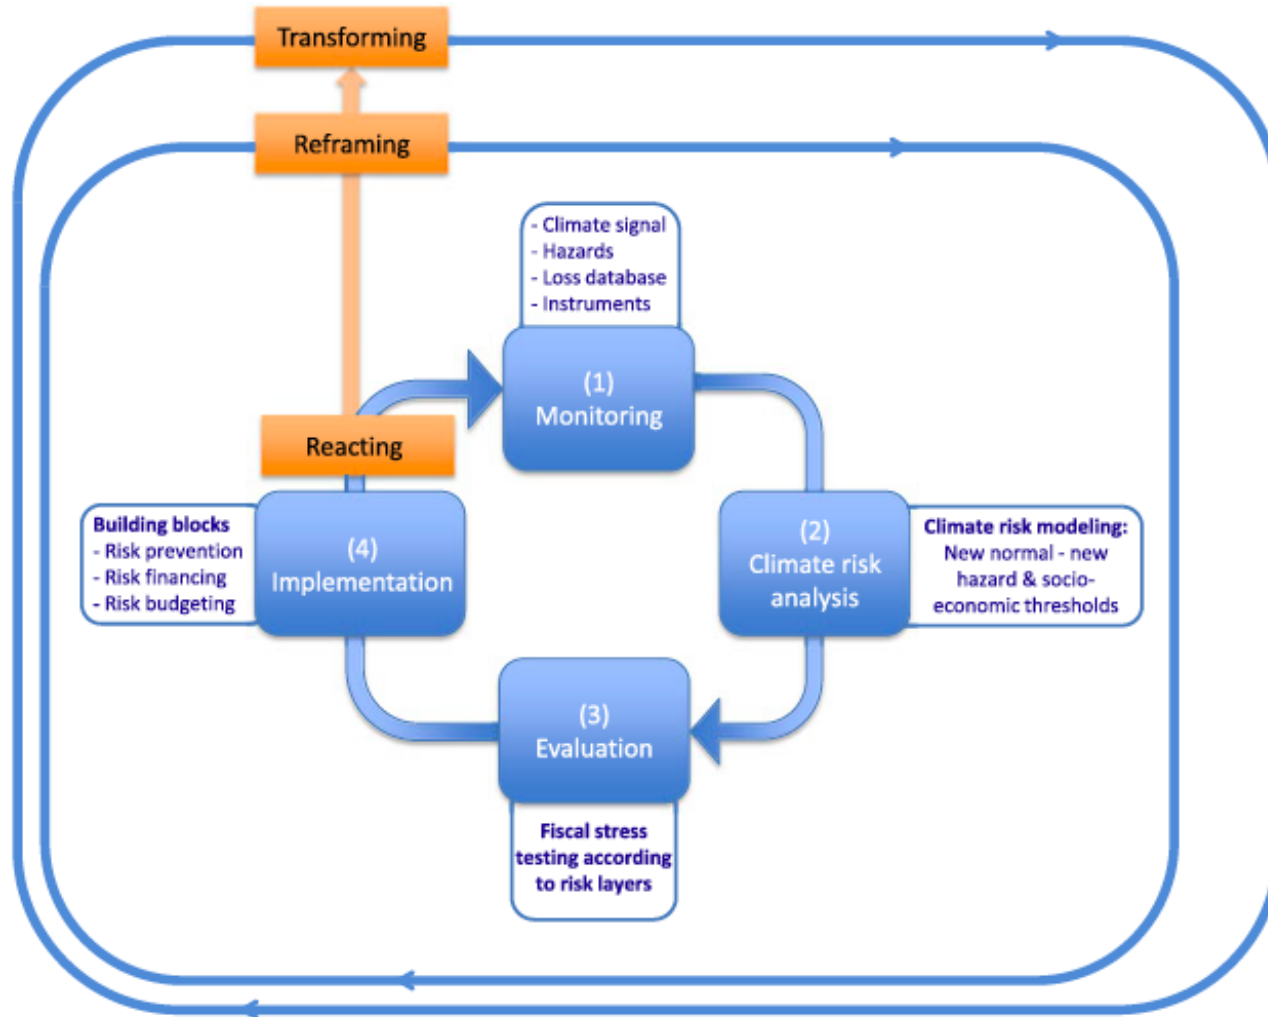 Transforming
Reframing
- Climate signal
- Hazards
- Loss database
- Instruments
(1)
Monitoring
Reacting
Building blocks
- Risk prevention
- Risk financing
- Risk budgeting
(4)
Implementation
(2)
Climate risk
analysis
Climate risk modeling:
New normal - new
hazard & socio-
economic thresholds
(3)
Evaluation
Fiscal stress
testing according
to risk layers